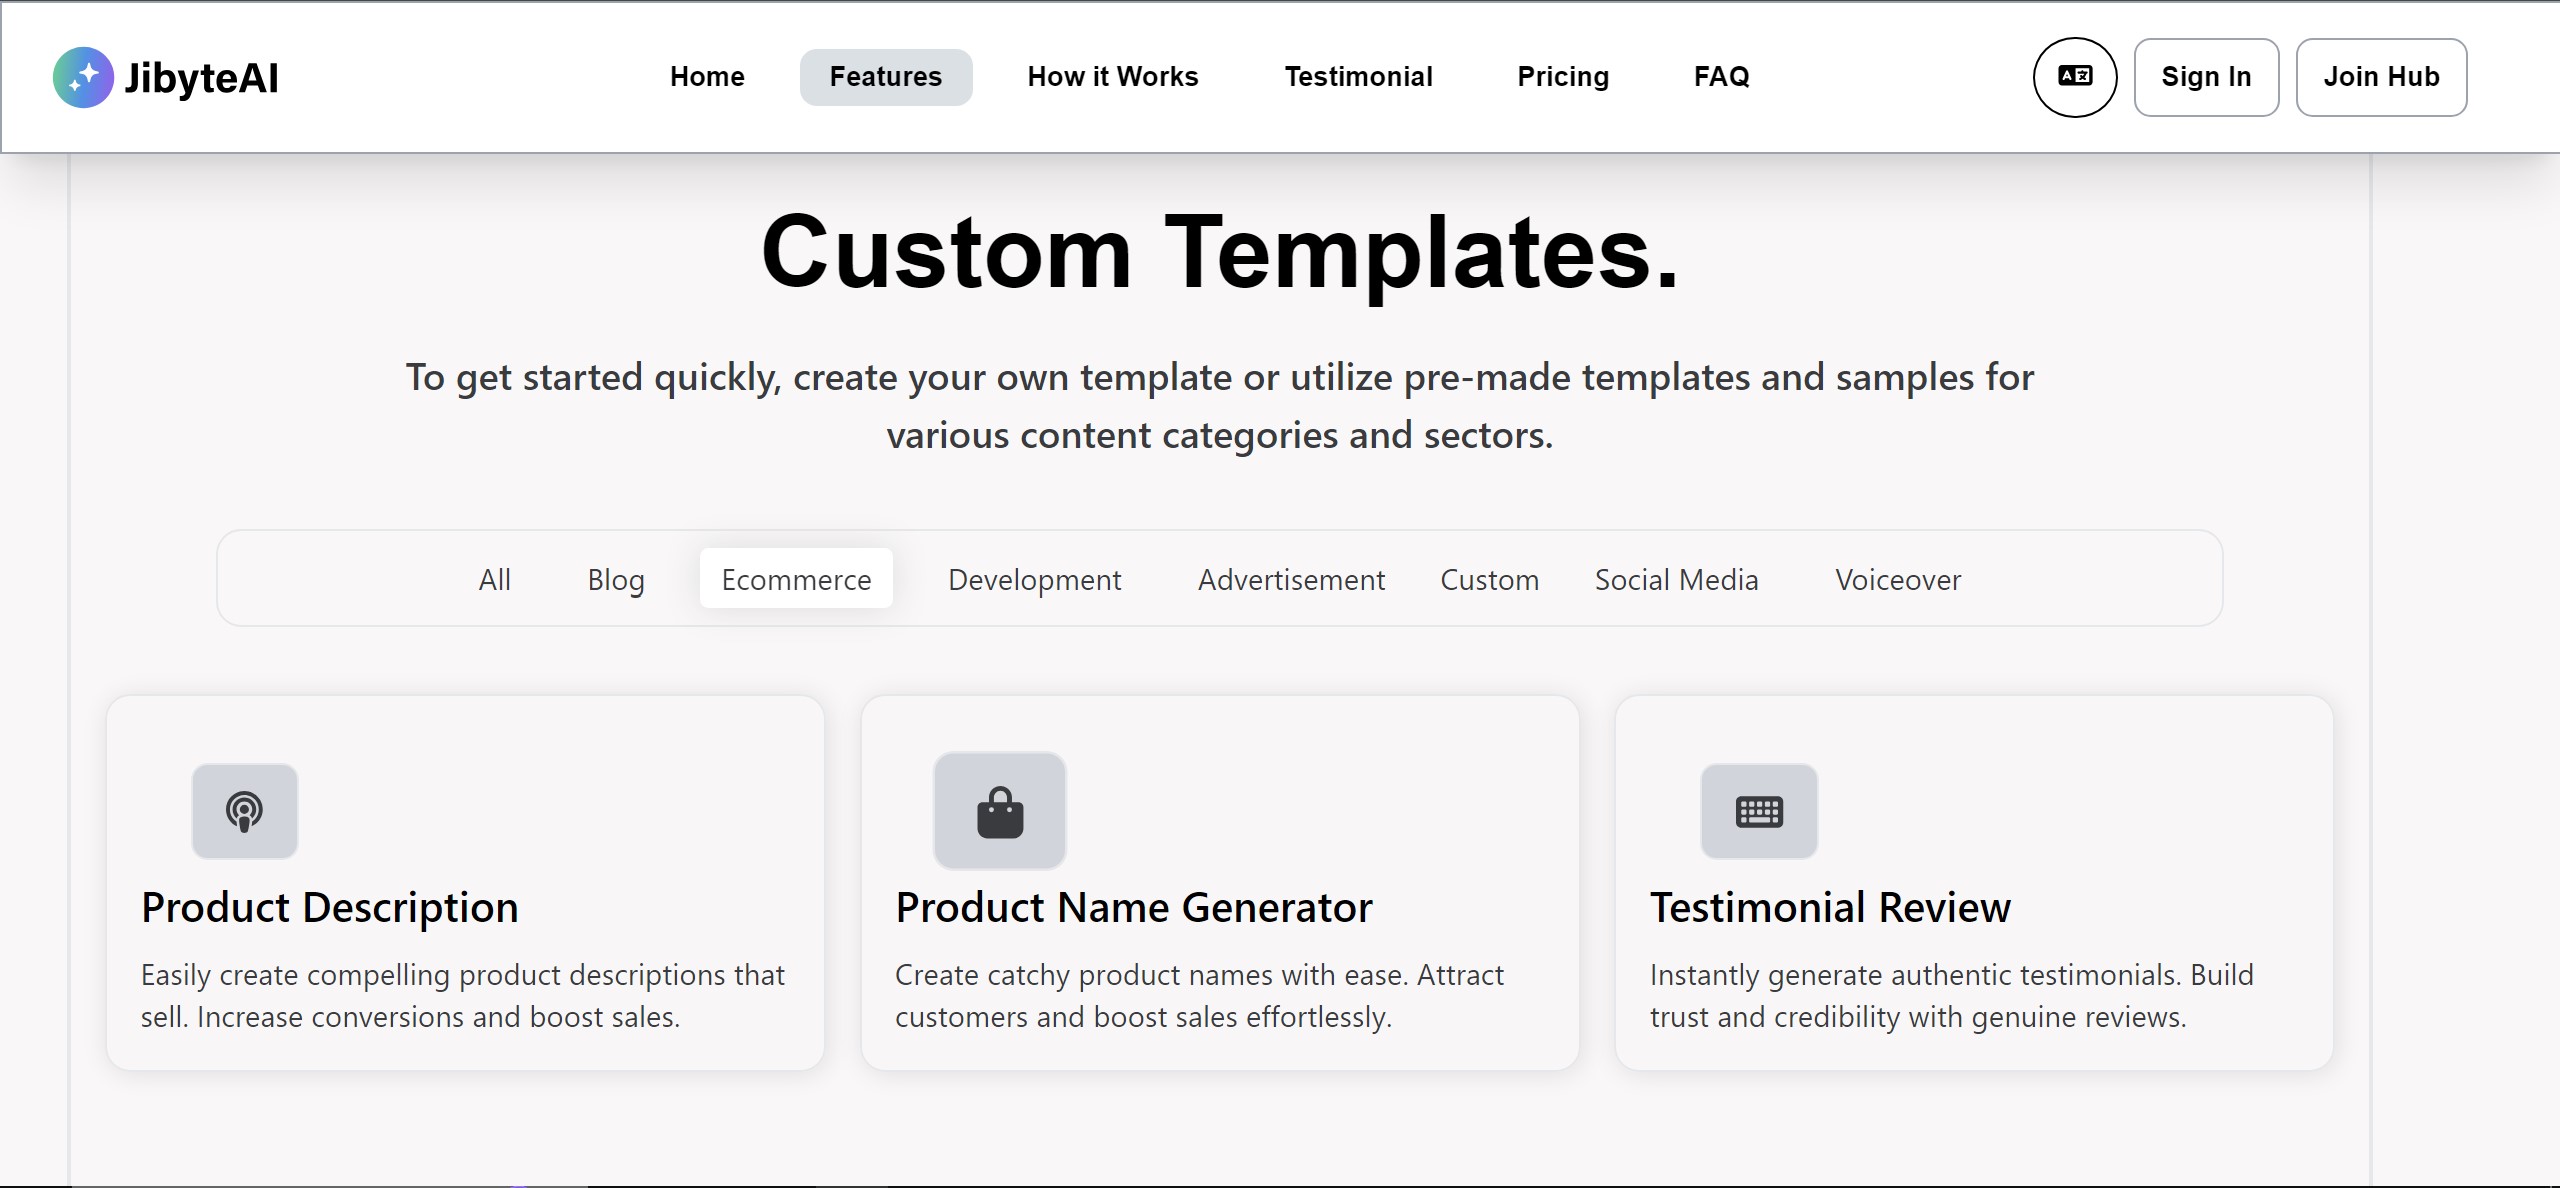 JibyteAI
Home Features How it Works Testimonial Pricing FAQ
Sign In Join Hub
Custom Templates.
To get started quickly, create your own template or utilize pre-made templates and samples for
various content categories and sectors.
All Blog Ecommerce Development Advertisement Custom Social Media Voiceover
Product Description
Easily create compelling product descriptions that
sell. Increase conversions and boost sales.
Product Name Generator
Create catchy product names with ease. Attract
customers and boost sales effortlessly.
Testimonial Review
Instantly generate authentic testimonials. Build
trust and credibility with genuine reviews.